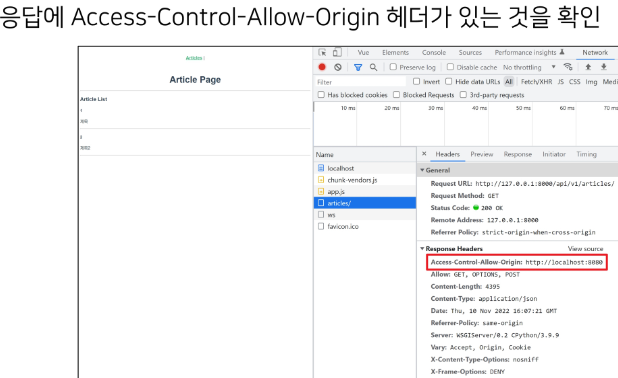 응답에 Access-Control-Allow-Origin 헤더가 있는 것을 확인
Articles |
Article Page
Article List
제목
Vue Elements Console Sources Performance insights Network
Preserve log Disable cache No throttling
Filter Invert Hide data URLs All Fetch/XHR JS CSS Img Medi
Has blocked cookies Blocked Requests 3rd-party requests
10 ms 20 ms 30 ms 40 ms 50 ms 60 ms 70 ms
Name × Headers Preview Response Initiator Timing
localhost
chunk-vendors.js
app.js
articles/
ws
favicon.ico
▼ General
Request URL: http://127.0.0.1:8000/api/v1/articles/
Request Method: GET
Status Code: 200 OK
Remote Address: 127.0.0.1:8000
Referrer Policy: strict-origin-when-cross-origin
▼ Response Headers View source
Access-Control-Allow-Origin: http://localhost:8080
Allow: GET, OPTIONS, POST
Content-Length: 4395
Content-Type: application/json
Date: Thu, 10 Nov 2022 16:07:21 GMT
Referrer-Policy: same-origin
Server: WSGIServer/0.2 CPython/3.9.9
Vary: Accept, Origin, Cookie
X-Content-Type-Options: nosniff
X-Frame-Options: DENY